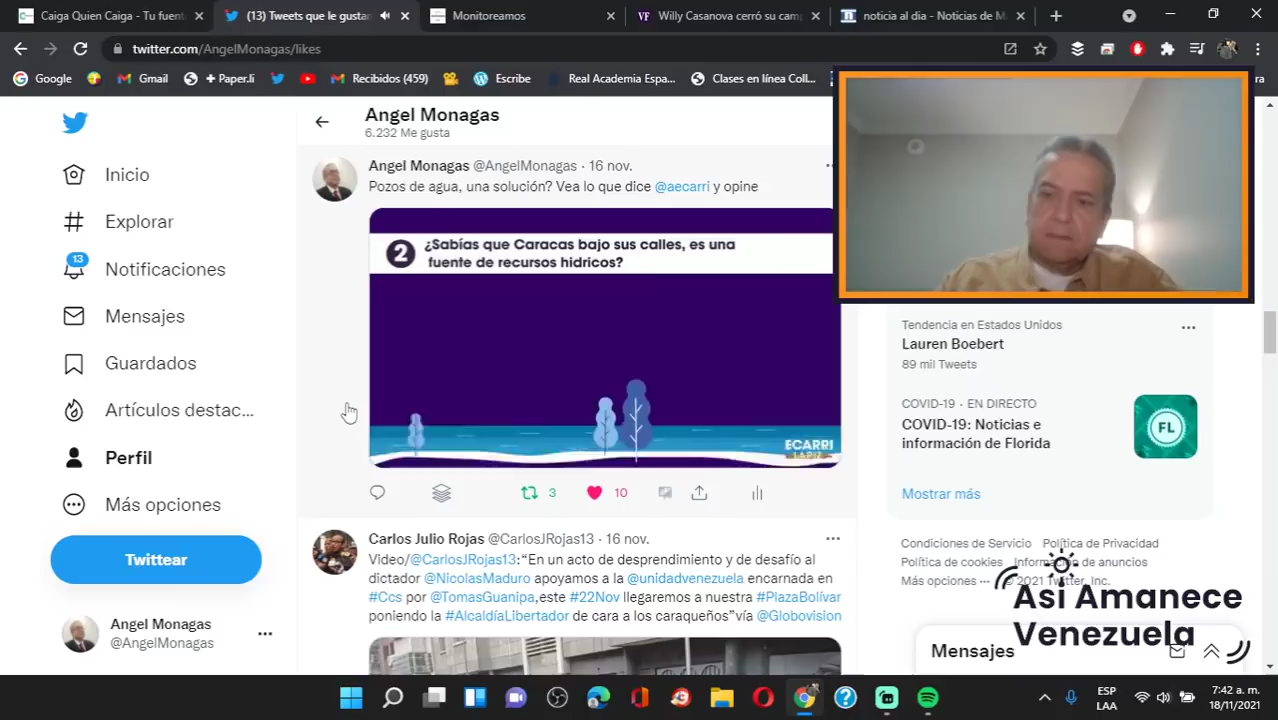 Caiga Quien Caiga - Tu fuent
(13) Tweets que le gustan
Monitoreamos
Willy Casanova cerró su cam
noticia al dia - Noticias de M
twitter.com/AngelMonagas/likes
Google
Gmail
+ Paper.li
Recibidos (459)
Escribe
Real Academia Espa...
Clases en línea Coll...
Angel Monagas
6.232 Me gusta
Inicio
Explorar
13
Notificaciones
Mensajes
Guardados
Artículos destac...
Perfil
Más opciones
Twittear
Angel Monagas
@AngelMonagas
Angel Monagas @AngelMonagas · 16 nov.
Pozos de agua, una solución? Vea lo que dice @aecarri y opine
2
¿Sabías que Caracas bajo sus calles, es una
fuente de recursos hidricos?
ECARRI
LÁPIZ
3
10
Carlos Julio Rojas @CarlosJRojas13 · 16 nov.
Video/@CarlosJRojas13:“En un acto de desprendimiento y de desafío al
dictador @NicolasMaduro apoyamos a la @unidadvenezuela encarnada en
#Ccs por @TomasGuanipa,este #22Nov llegaremos a nuestra #PlazaBolívar
poniendo la #AlcaldíaLibertador de cara a los caraqueños”vía @Globovision
Tendencia en Estados Unidos
Lauren Boebert
89 mil Tweets
COVID-19 - EN DIRECTO
COVID-19: Noticias e
información de Florida
FL
Mostrar más
Condiciones de Servicio Política de Privacidad
Política de cookies Información de anuncios
Más opciones ··· © 2021 Twitter, Inc.
Asi Amanece
Venezuela
Mensajes
ESP
LAA
7:42 a. m.
18/11/2021